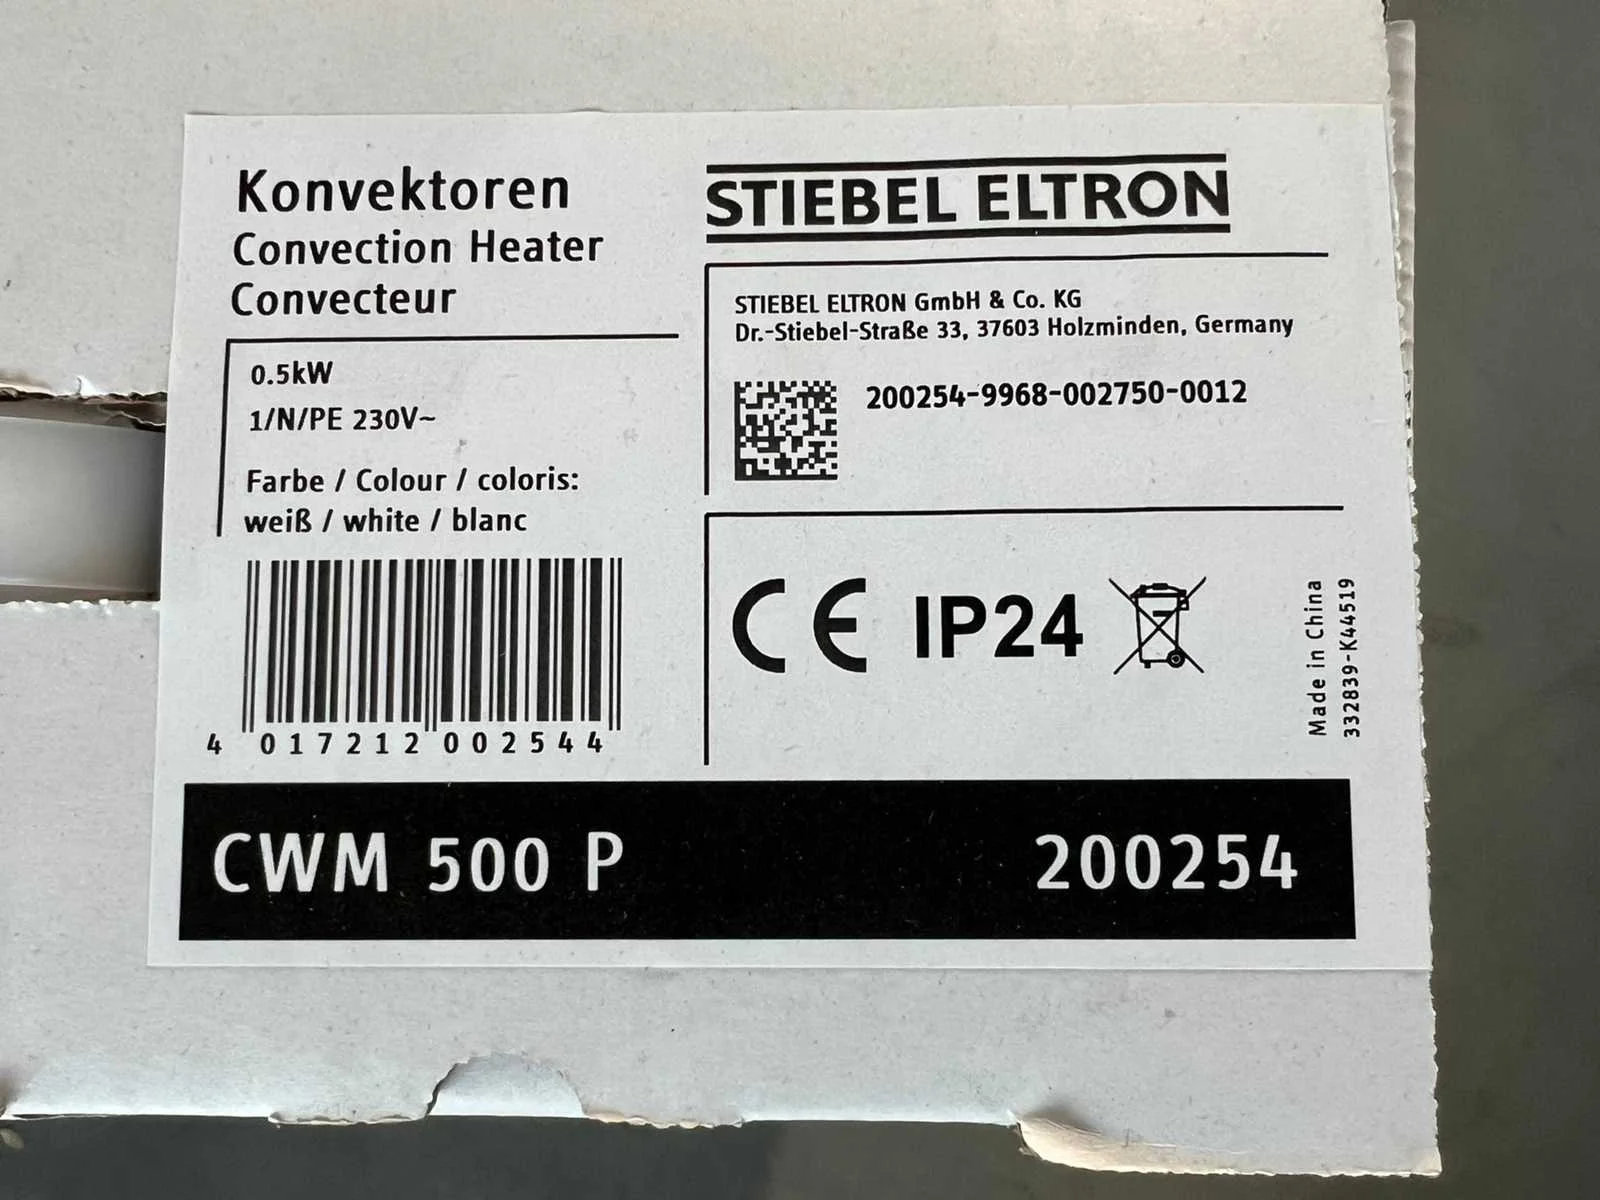 Konvektoren
Convection Heater
Convecteur
0.5kW
1/N/PE 230V~
Farbe / Colour / coloris:
weiß / white / blanc
4 017212 002544
STIEBEL ELTRON
STIEBEL ELTRON GmbH & Co. KG
Dr.-Stiebel-Straße 33, 37603 Holzminden, Germany
200254-9968-002750-0012
CE IP24
Made in China
332839-K44519
CWM 500 P 200254